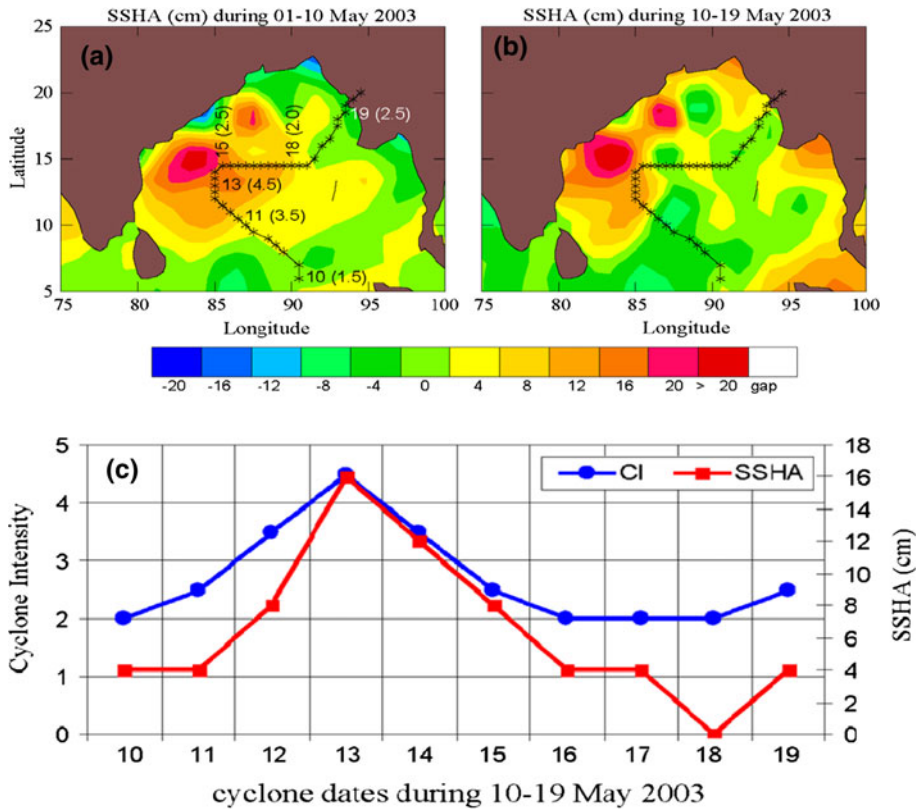 SSHA (cm) during 01-10 May 2003
SSHA (cm) during 10-19 May 2003
25
20
15
10
5
Latitude
(a)
15 (2.5)
18 (2.0)
19 (2.5)
13 (4.5)
11 (3.5)
10 (1.5)
75 80 85 90 95 100
Longitude
(b)
75 80 85 90 95 100
Longitude
-20 -16 -12 -8 -4 0 4 8 12 16 20 > 20 gap
(c)
CI SSHA
5
4
3
2
1
0
Cyclone Intensity
18
16
14
12
10
8
6
4
2
0
SSHA (cm)
10 11 12 13 14 15 16 17 18 19
cyclone dates during 10-19 May 2003